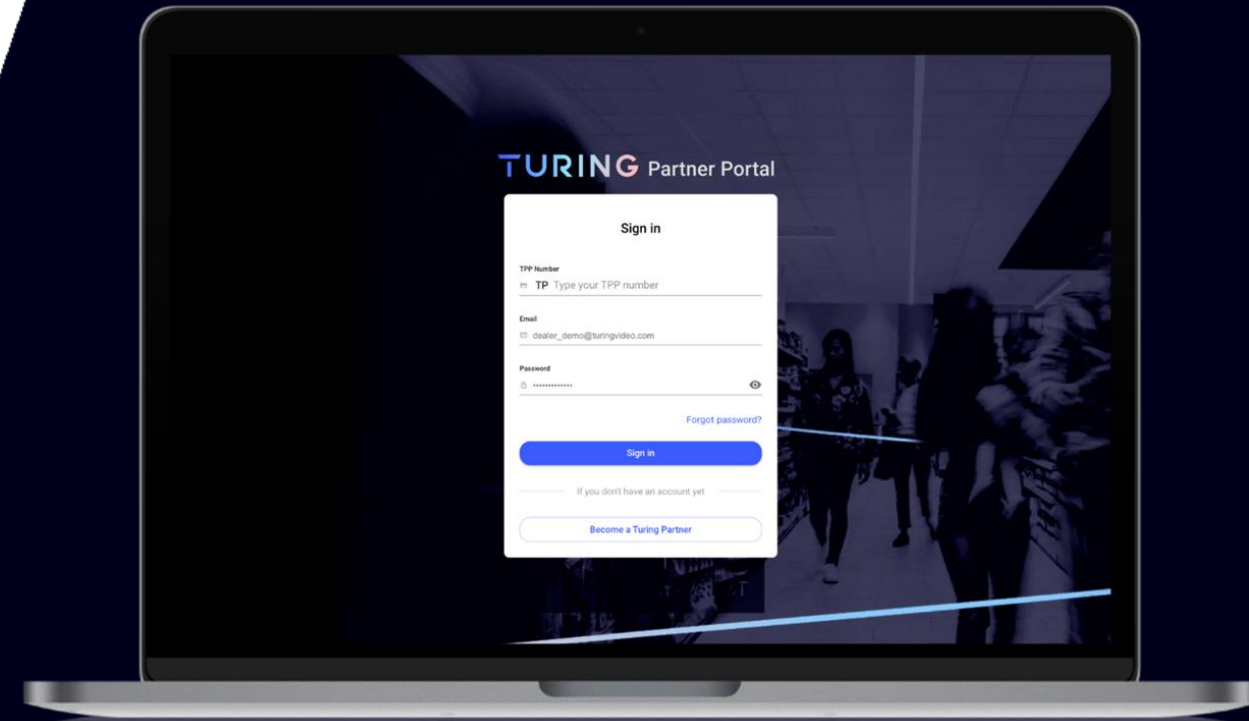 TURING Partner Portal
Sign in
TPP Number
TP Type your TPP number
Email
dealer_demo@turingvideo.com
Password
•••••••••••••
Forgot password?
Sign in
If you don't have an account yet
Become a Turing Partner